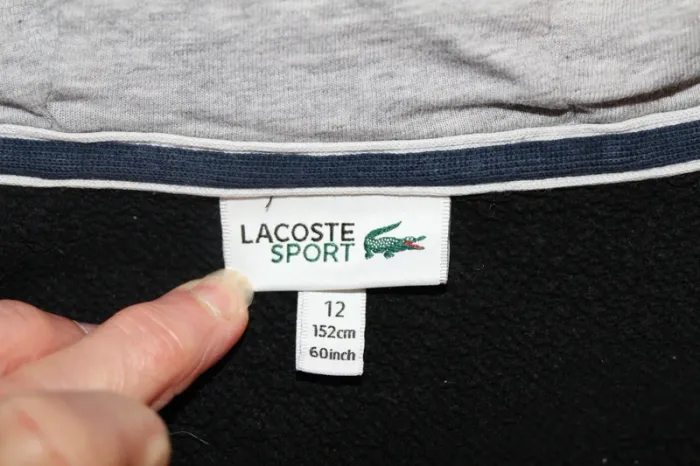 LACOSTE
SPORT
12
152cm
60inch